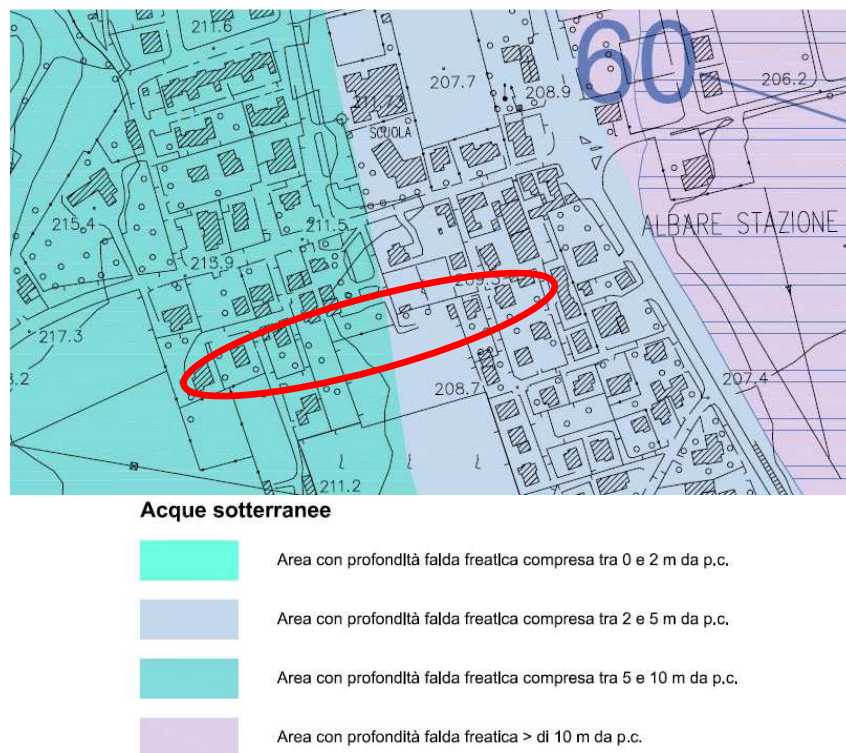 211.6
60
207.7
206.2
208.9
211.73
SCUOLA
215.4
211.5
ALBARE STAZIONE
213.9
217.3
208.7
207.4
211.2
Acque sotterranee
Area con profondità falda freatica compresa tra 0 e 2 m da p.c.
Area con profondità falda freatica compresa tra 2 e 5 m da p.c.
Area con profondità falda freatica compresa tra 5 e 10 m da p.c.
Area con profondità falda freatica > di 10 m da p.c.